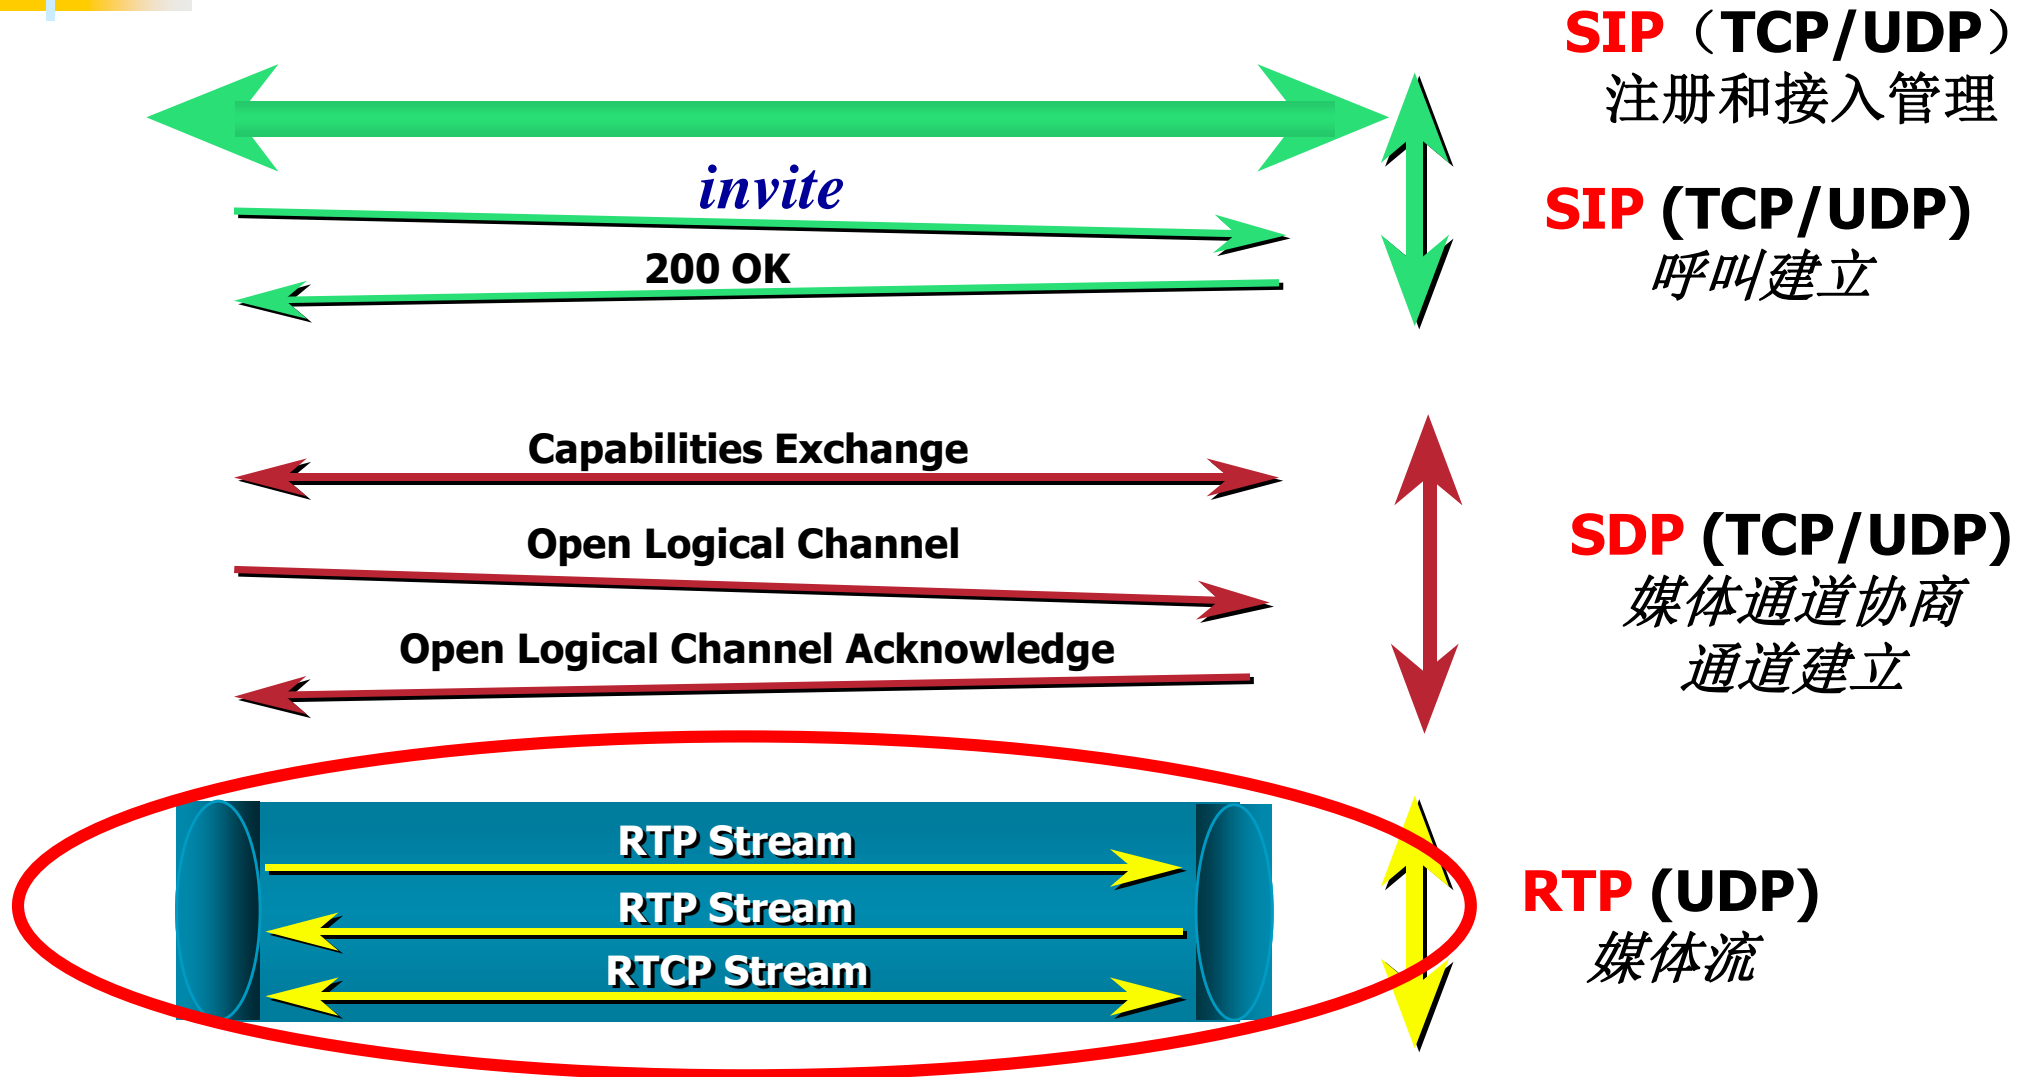 SIP（TCP/UDP）
注册和接入管理
invite
SIP (TCP/UDP)
呼叫建立
200 OK
Capabilities Exchange
Open Logical Channel
SDP (TCP/UDP)
媒体通道协商
通道建立
Open Logical Channel Acknowledge
RTP Stream
RTP Stream
RTCP Stream
RTP (UDP)
媒体流